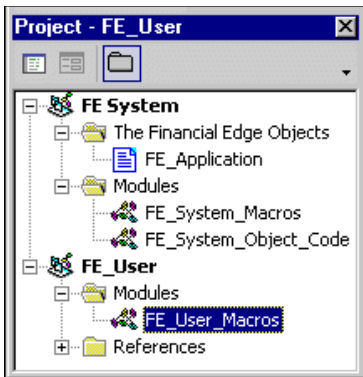 Project - FE_User
FE System
The Financial Edge Objects
FE_Application
Modules
FE_System_Macros
FE_System_Object_Code
FE_User
Modules
FE_User_Macros
References